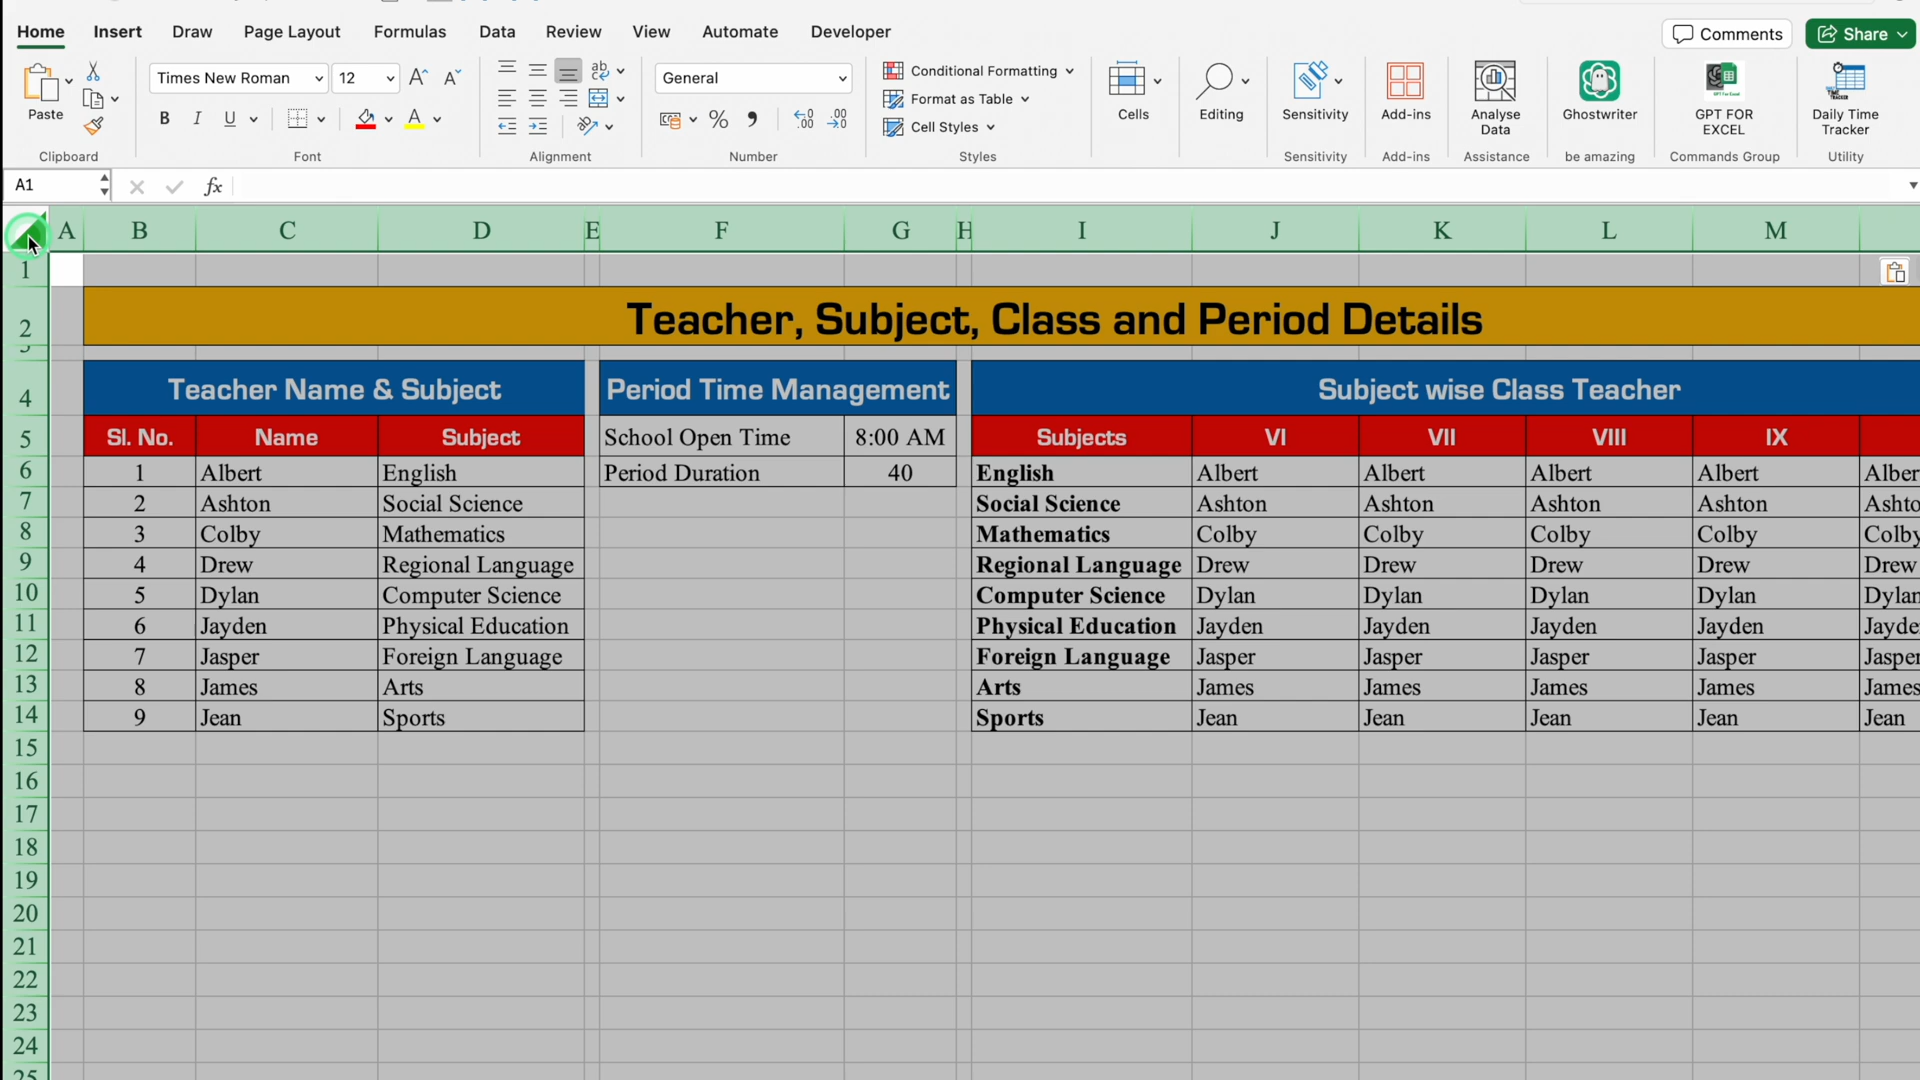 Home Insert Draw Page Layout Formulas Data Review View Automate Developer Comments Share
Times New Roman 12 General Conditional Formatting
Format as Table
Cell Styles
Paste B I U % Cells Editing Sensitivity Add-ins Analyse Data Ghostwriter GPT FOR EXCEL Daily Time Tracker
Clipboard Font Alignment Number Styles Sensitivity Add-ins Assistance be amazing Commands Group Utility
A1 fx
A B C D E F G H I J K L M
1
2 Teacher, Subject, Class and Period Details
3
4 Teacher Name & Subject Period Time Management Subject wise Class Teacher
5 Sl. No. Name Subject School Open Time 8:00 AM Subjects VI VII VIII IX
6 1 Albert English Period Duration 40 English Albert Albert Albert Albert Alber
7 2 Ashton Social Science Social Science Ashton Ashton Ashton Ashton Ashto
8 3 Colby Mathematics Mathematics Colby Colby Colby Colby Colby
9 4 Drew Regional Language Regional Language Drew Drew Drew Drew Drew
10 5 Dylan Computer Science Computer Science Dylan Dylan Dylan Dylan Dylan
11 6 Jayden Physical Education Physical Education Jayden Jayden Jayden Jayden Jayde
12 7 Jasper Foreign Language Foreign Language Jasper Jasper Jasper Jasper Jasper
13 8 James Arts Arts James James James James James
14 9 Jean Sports Sports Jean Jean Jean Jean Jean
15
16
17
18
19
20
21
22
23
24
25